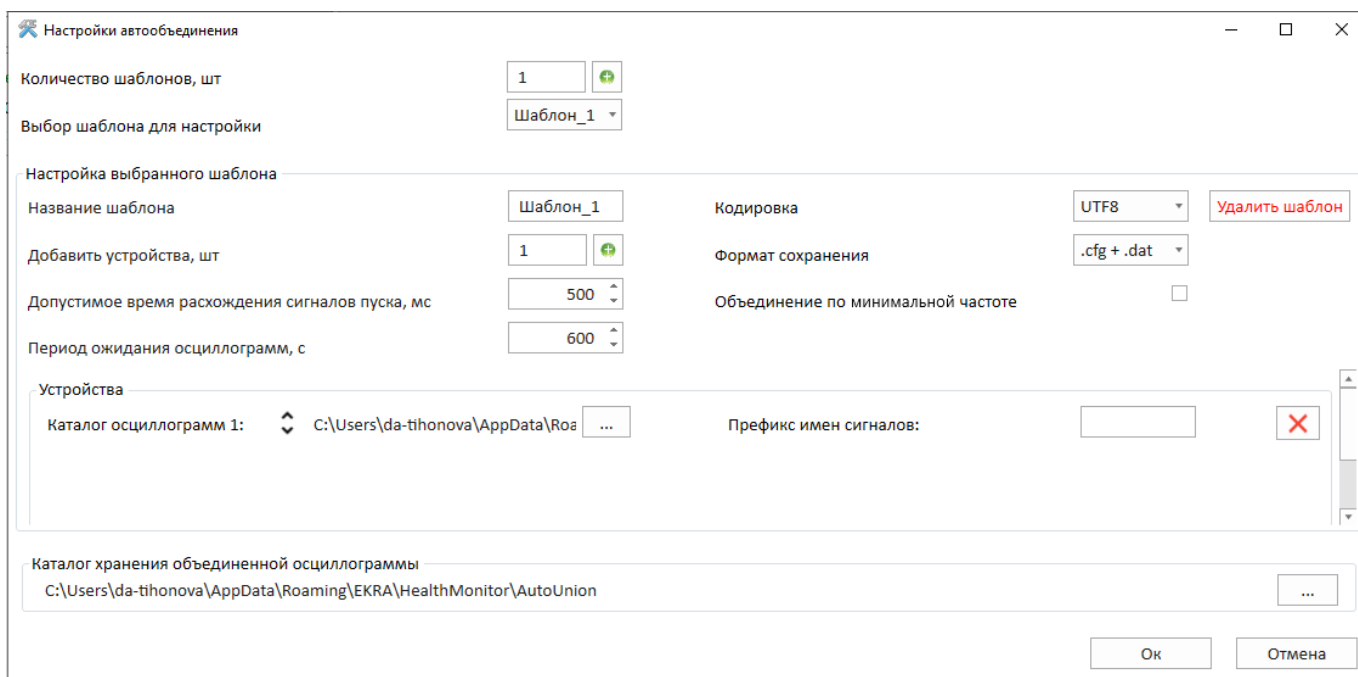 Настройки автообъединения
Количество шаблонов, шт 1
Выбор шаблона для настройки Шаблон_1
Настройка выбранного шаблона
Название шаблона Шаблон_1 Кодировка UTF8 Удалить шаблон
Добавить устройства, шт 1 Формат сохранения .cfg + .dat
Допустимое время расхождения сигналов пуска, мс 500 Объединение по минимальной частоте
Период ожидания осциллограмм, с 600
Устройства
Каталог осциллограмм 1: C:\Users\da-tihonova\AppData\Roa ... Префикс имен сигналов:
Каталог хранения объединенной осциллограммы
C:\Users\da-tihonova\AppData\Roaming\EKRA\HealthMonitor\AutoUnion ...
Ок Отмена